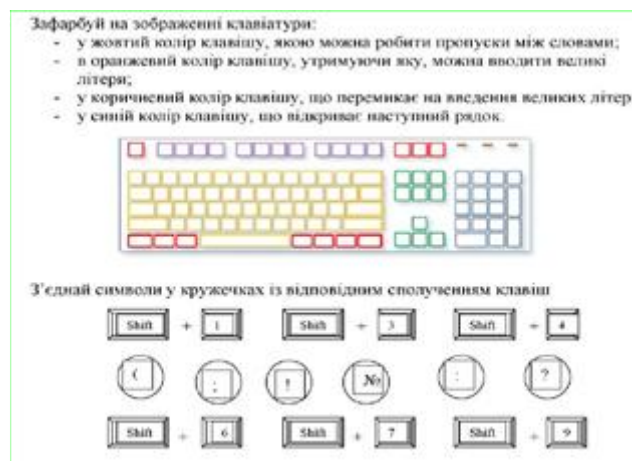 Зафарбуй на зображенні клавіатури:
- у жовтий колір клавішу, якою можна робити пропуски між словами;
- в оранжевий колір клавішу, утримуючи яку, можна вводити великі
літери;
- у коричневий колір клавішу, що перемикає на введення великих літер
- у синій колір клавішу, що відкриває наступний рядок.
З'єднай символи у кружечках із відповідним сполученням клавіш
Shift + 1 Shift + 3 Shift + 4
( ; ! № : ?
Shift + 6 Shift + 7 Shift + 9